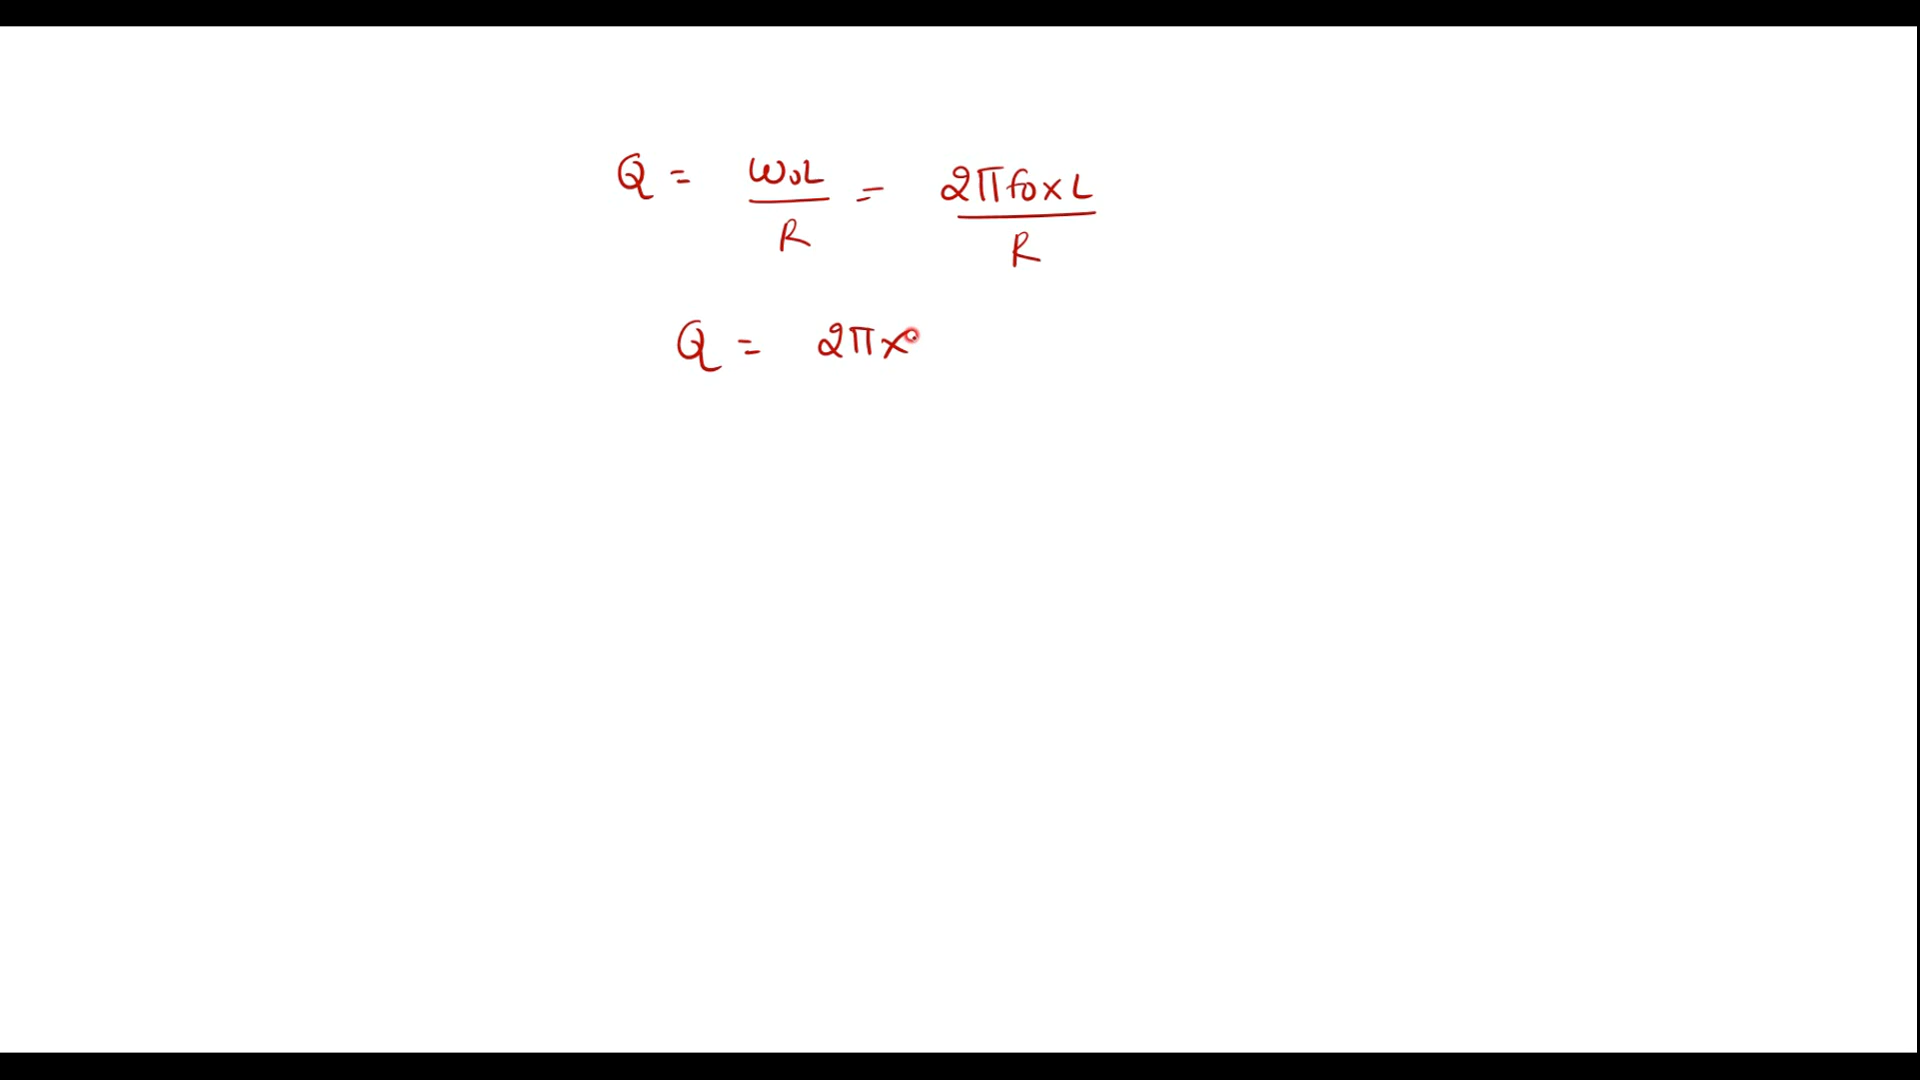 Q = ω₀L / R = 2πf₀×L / R
Q = 2π×